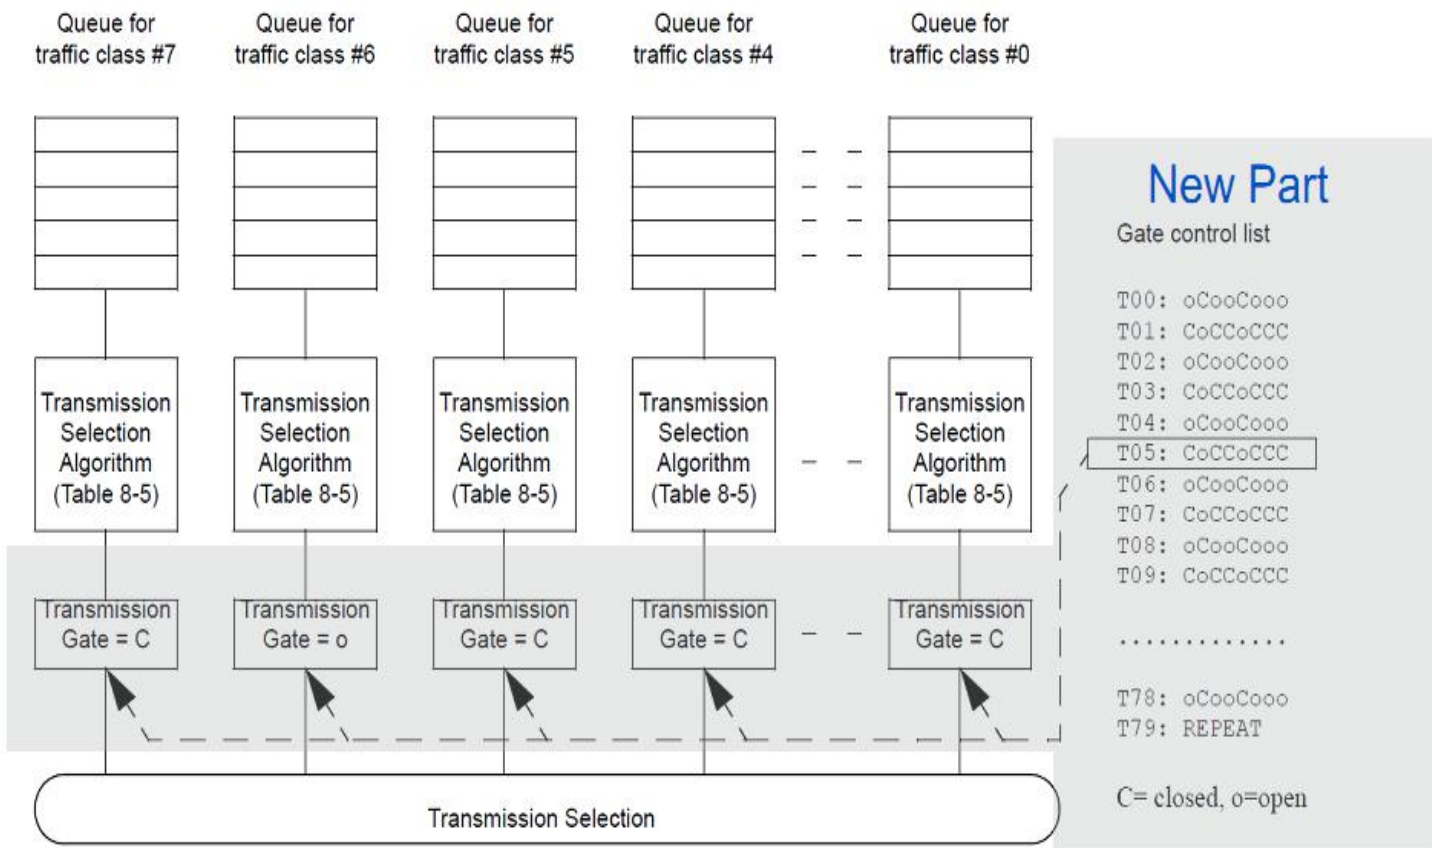 Queue for
traffic class #7
Queue for
traffic class #6
Queue for
traffic class #5
Queue for
traffic class #4
Queue for
traffic class #0
Transmission
Selection
Algorithm
(Table 8-5)
Transmission
Selection
Algorithm
(Table 8-5)
Transmission
Selection
Algorithm
(Table 8-5)
Transmission
Selection
Algorithm
(Table 8-5)
Transmission
Selection
Algorithm
(Table 8-5)
Transmission
Gate = C
Transmission
Gate = o
Transmission
Gate = C
Transmission
Gate = C
Transmission
Gate = C
Transmission Selection
New Part
Gate control list
T00: oCooCooo
T01: CoCCoCCC
T02: oCooCooo
T03: CoCCoCCC
T04: oCooCooo
T05: CoCCoCCC
T06: oCooCooo
T07: CoCCoCCC
T08: oCooCooo
T09: CoCCoCCC
. . . . . . . . . . . . .
T78: oCooCooo
T79: REPEAT
C= closed, o=open